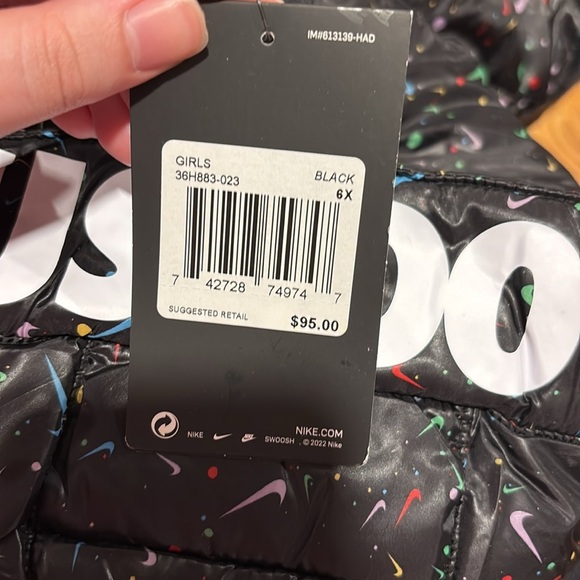 IM#613139-HAD
GIRLS
36H883-023
BLACK
6X
7 42728 74974 7
SUGGESTED RETAIL
$95.00
NIKE
SWOOSH
NIKE.COM
© 2022 Nike